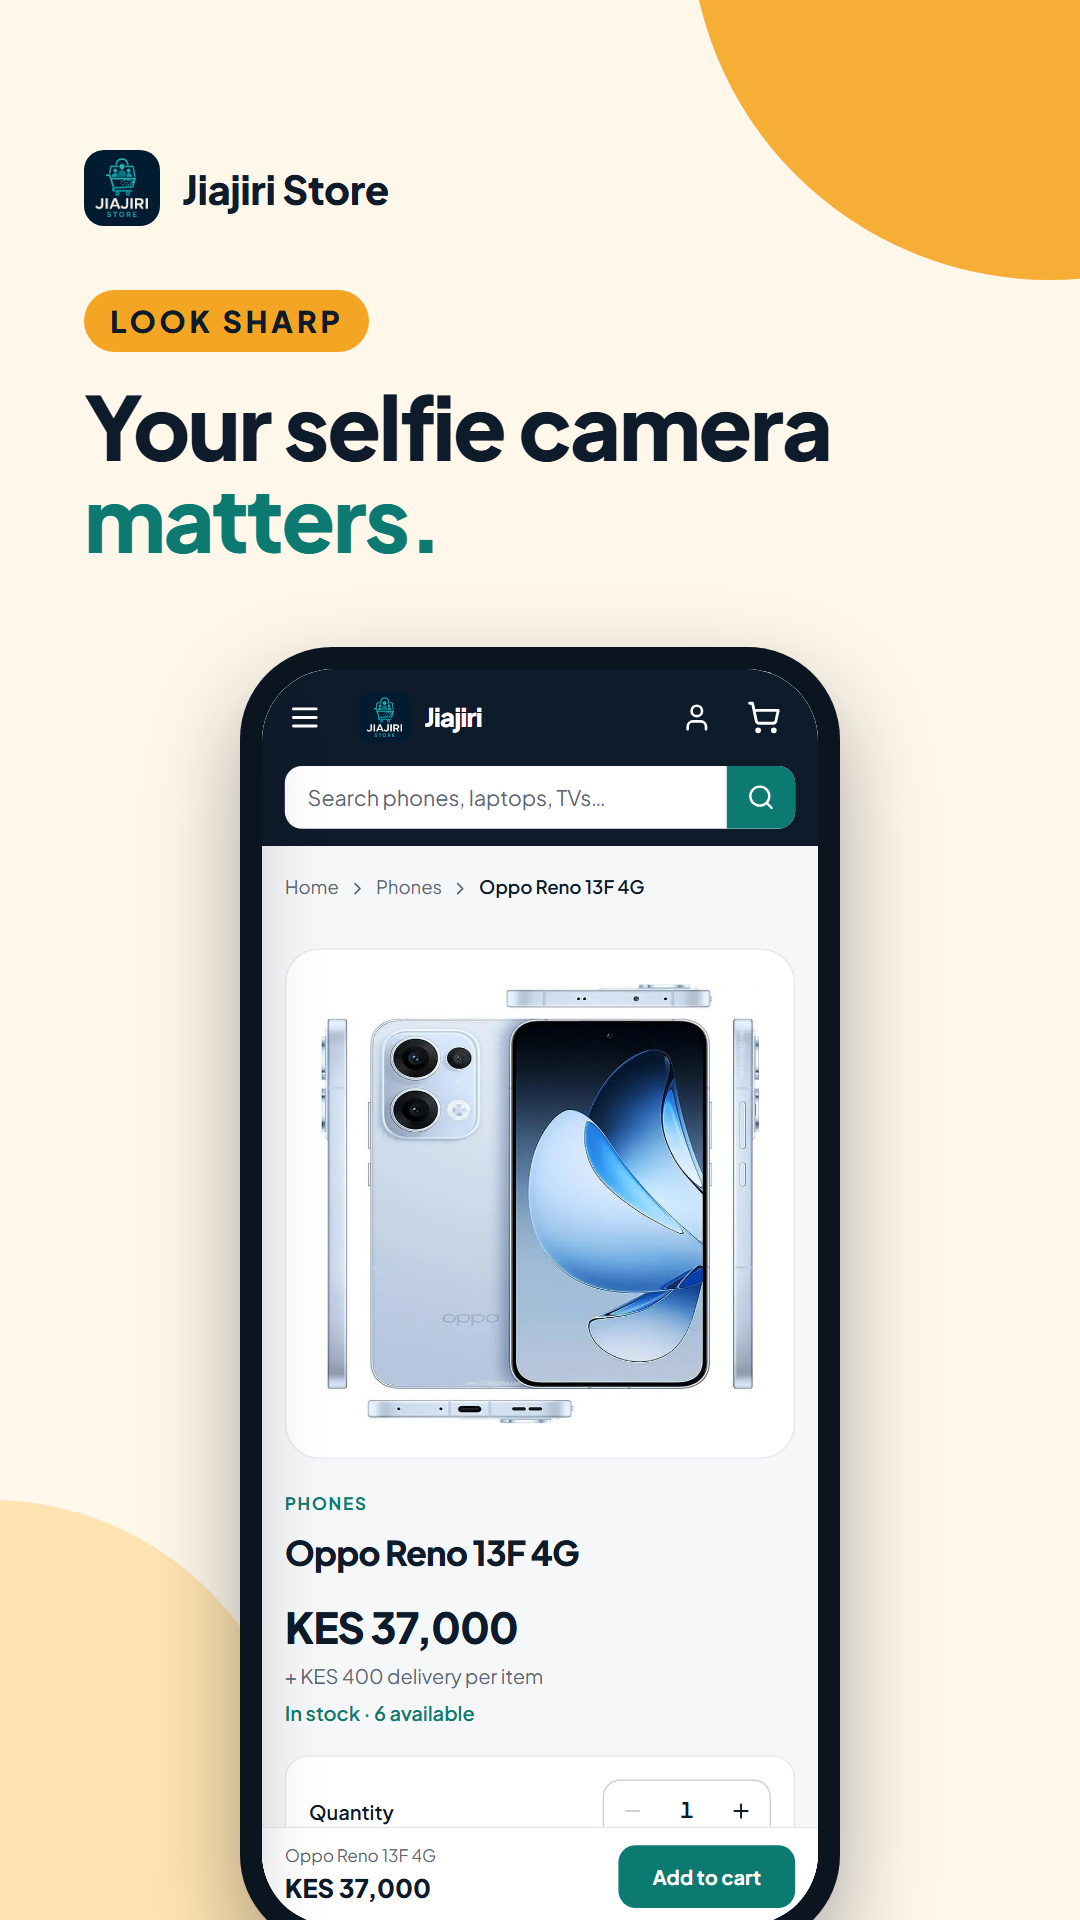 JIAJIRI
STORE
Jiajiri Store
LOOK SHARP
Your selfie camera
matters.
JIAJIRI
STORE
Jiajiri
Search phones, laptops, TVs...
Home > Phones > Oppo Reno 13F 4G
oppo
PHONES
Oppo Reno 13F 4G
KES 37,000
+ KES 400 delivery per item
In stock · 6 available
Quantity
− 1 +
Oppo Reno 13F 4G
KES 37,000
Add to cart